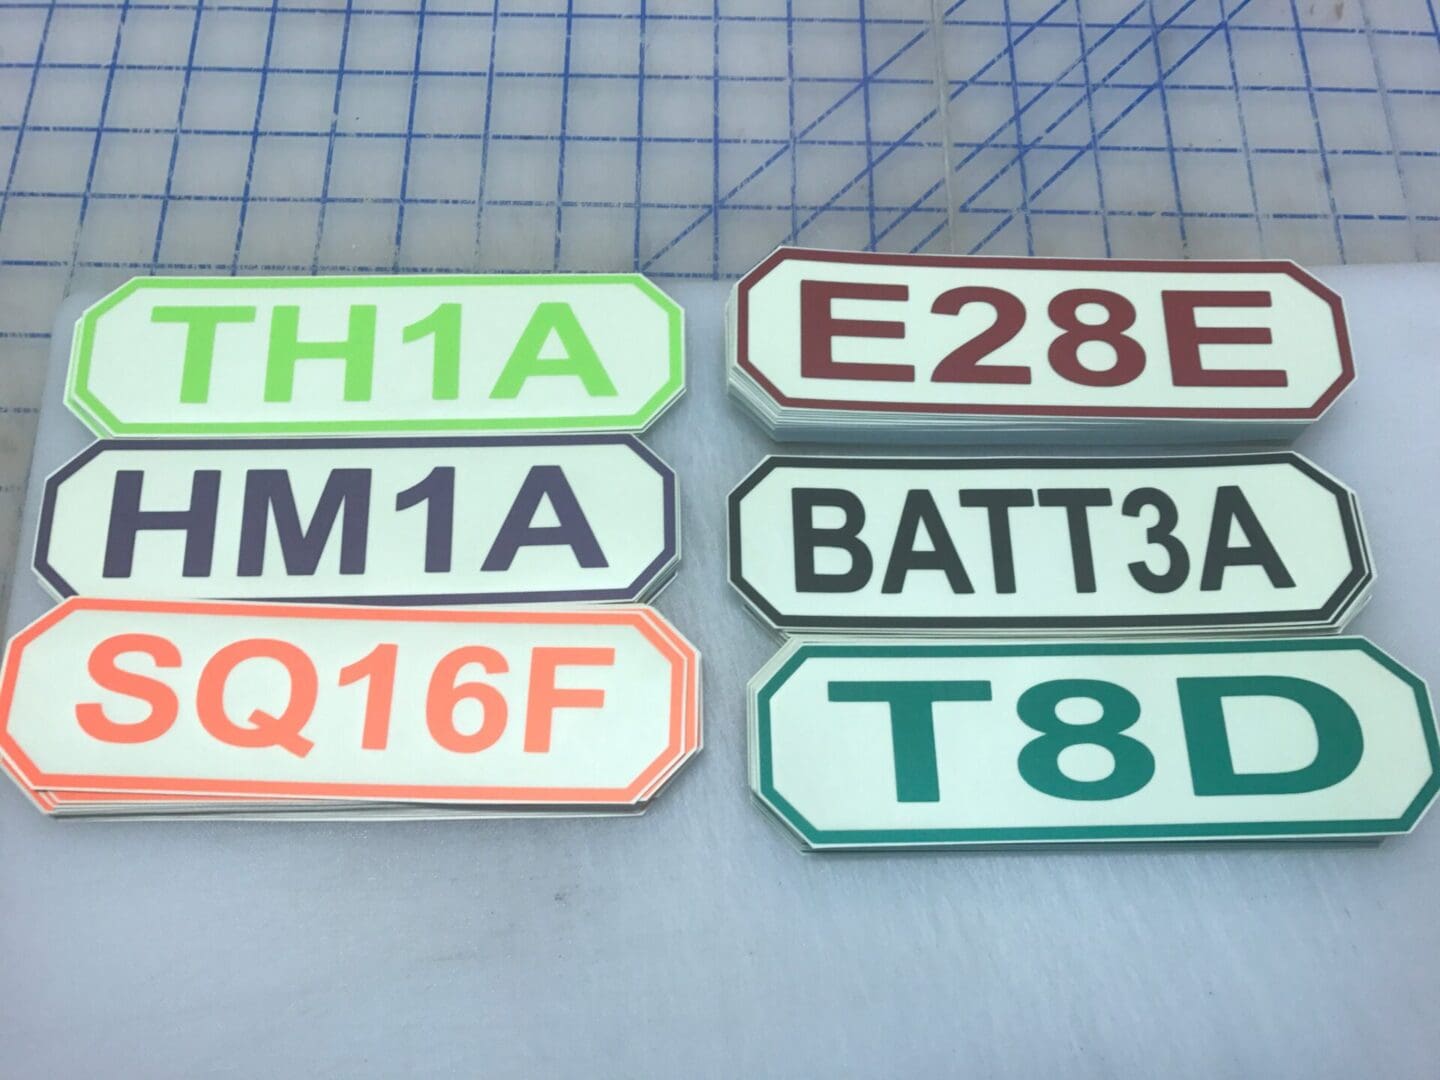 TH1A
HM1A
SQ16F
E28E
BATT3A
T8D